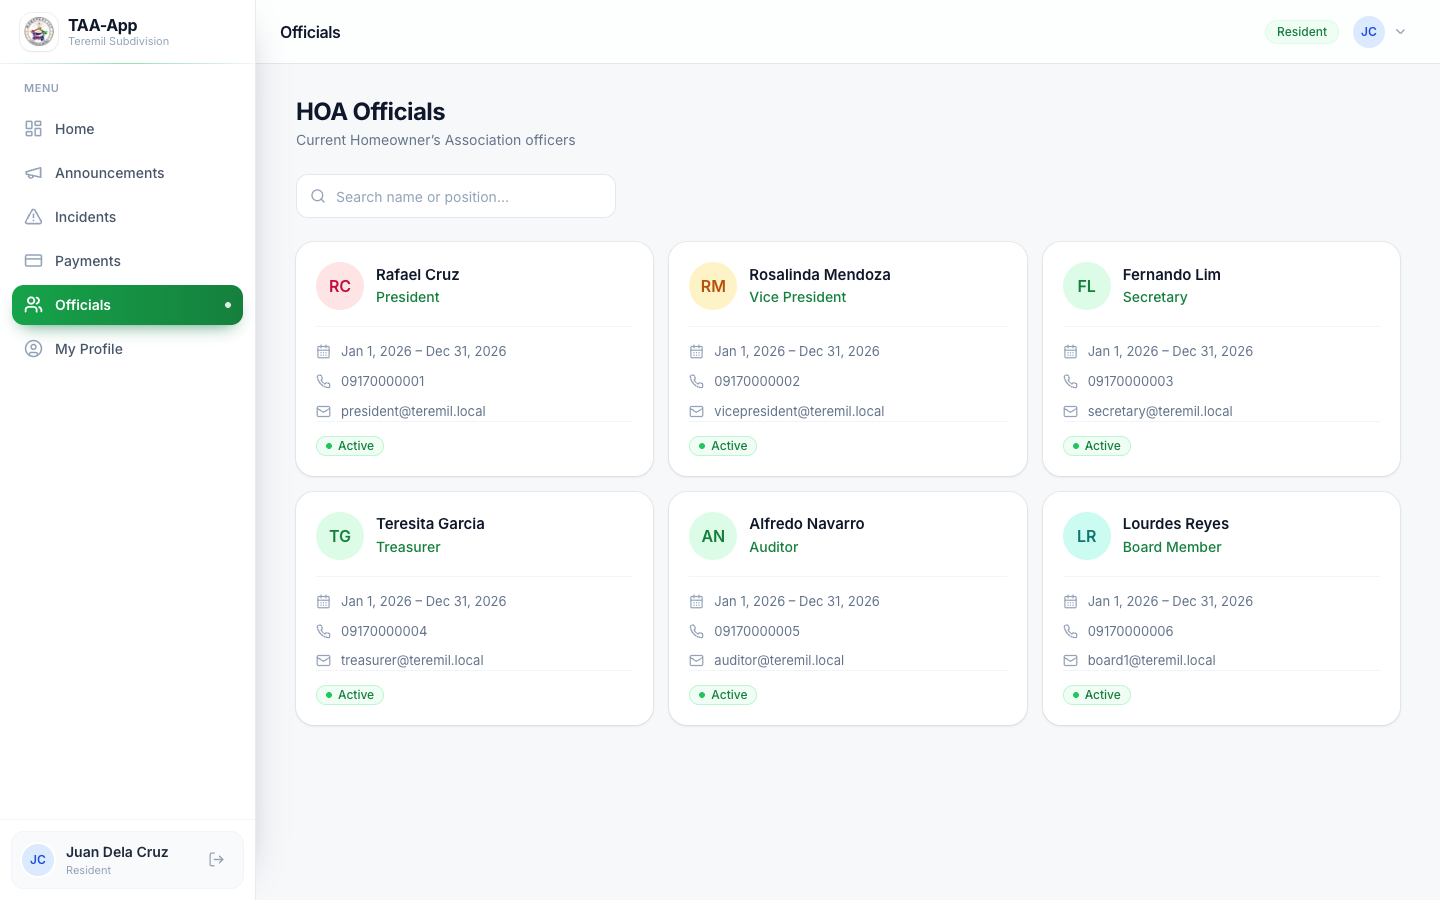 TAA-App
Teremil Subdivision
MENU
Home
Announcements
Incidents
Payments
Officials
My Profile
JC
Juan Dela Cruz
Resident
Officials
Resident
JC
HOA Officials
Current Homeowner's Association officers
Search name or position...
RC
Rafael Cruz
President
Jan 1, 2026 – Dec 31, 2026
09170000001
president@teremil.local
Active
RM
Rosalinda Mendoza
Vice President
Jan 1, 2026 – Dec 31, 2026
09170000002
vicepresident@teremil.local
Active
FL
Fernando Lim
Secretary
Jan 1, 2026 – Dec 31, 2026
09170000003
secretary@teremil.local
Active
TG
Teresita Garcia
Treasurer
Jan 1, 2026 – Dec 31, 2026
09170000004
treasurer@teremil.local
Active
AN
Alfredo Navarro
Auditor
Jan 1, 2026 – Dec 31, 2026
09170000005
auditor@teremil.local
Active
LR
Lourdes Reyes
Board Member
Jan 1, 2026 – Dec 31, 2026
09170000006
board1@teremil.local
Active